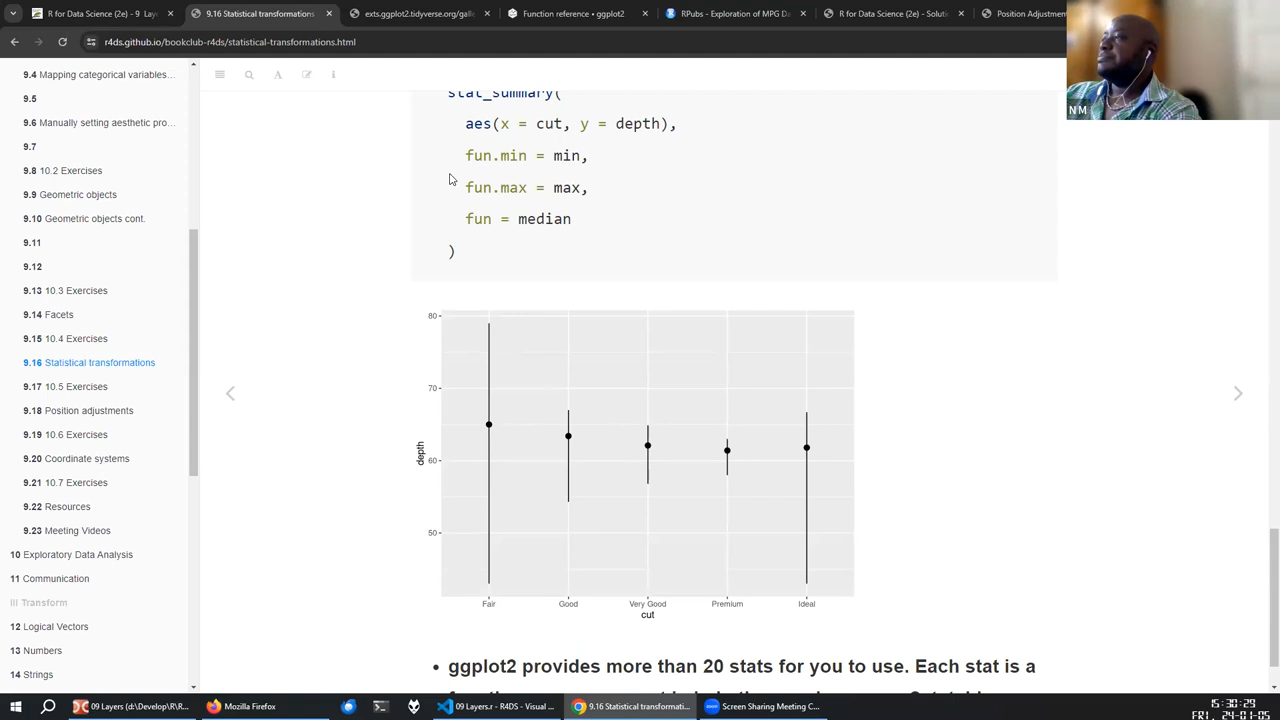 R for Data Science (2e) - 9 Laye
9.16 Statistical transformations
exts.ggplot2.tidyverse.org/galle
Function reference • ggplot2
RPubs - Exploration of MPG Da
R for Data Science (2e) - Soluti
Position Adjustmen
r4ds.github.io/bookclub-r4ds/statistical-transformations.html
NM
9.4 Mapping categorical variables...
9.5
9.6 Manually setting aesthetic pro...
9.7
9.8 10.2 Exercises
9.9 Geometric objects
9.10 Geometric objects cont.
9.11
9.12
9.13 10.3 Exercises
9.14 Facets
9.15 10.4 Exercises
9.16 Statistical transformations
9.17 10.5 Exercises
9.18 Position adjustments
9.19 10.6 Exercises
9.20 Coordinate systems
9.21 10.7 Exercises
9.22 Resources
9.23 Meeting Videos
10 Exploratory Data Analysis
11 Communication
III Transform
12 Logical Vectors
13 Numbers
14 Strings
A
i
stat_summary(
aes(x = cut, y = depth),
fun.min = min,
fun.max = max,
fun = median
)
80
70
60
50
depth
Fair Good Very Good Premium Ideal
cut
• ggplot2 provides more than 20 stats for you to use. Each stat is a
09 Layers (d:\Develop\R\R...
Mozilla Firefox
09 Layers.r - R4DS - Visual ...
9.16 Statistical transformati...
Screen Sharing Meeting C...
15:30:29
FRI 24-01-05